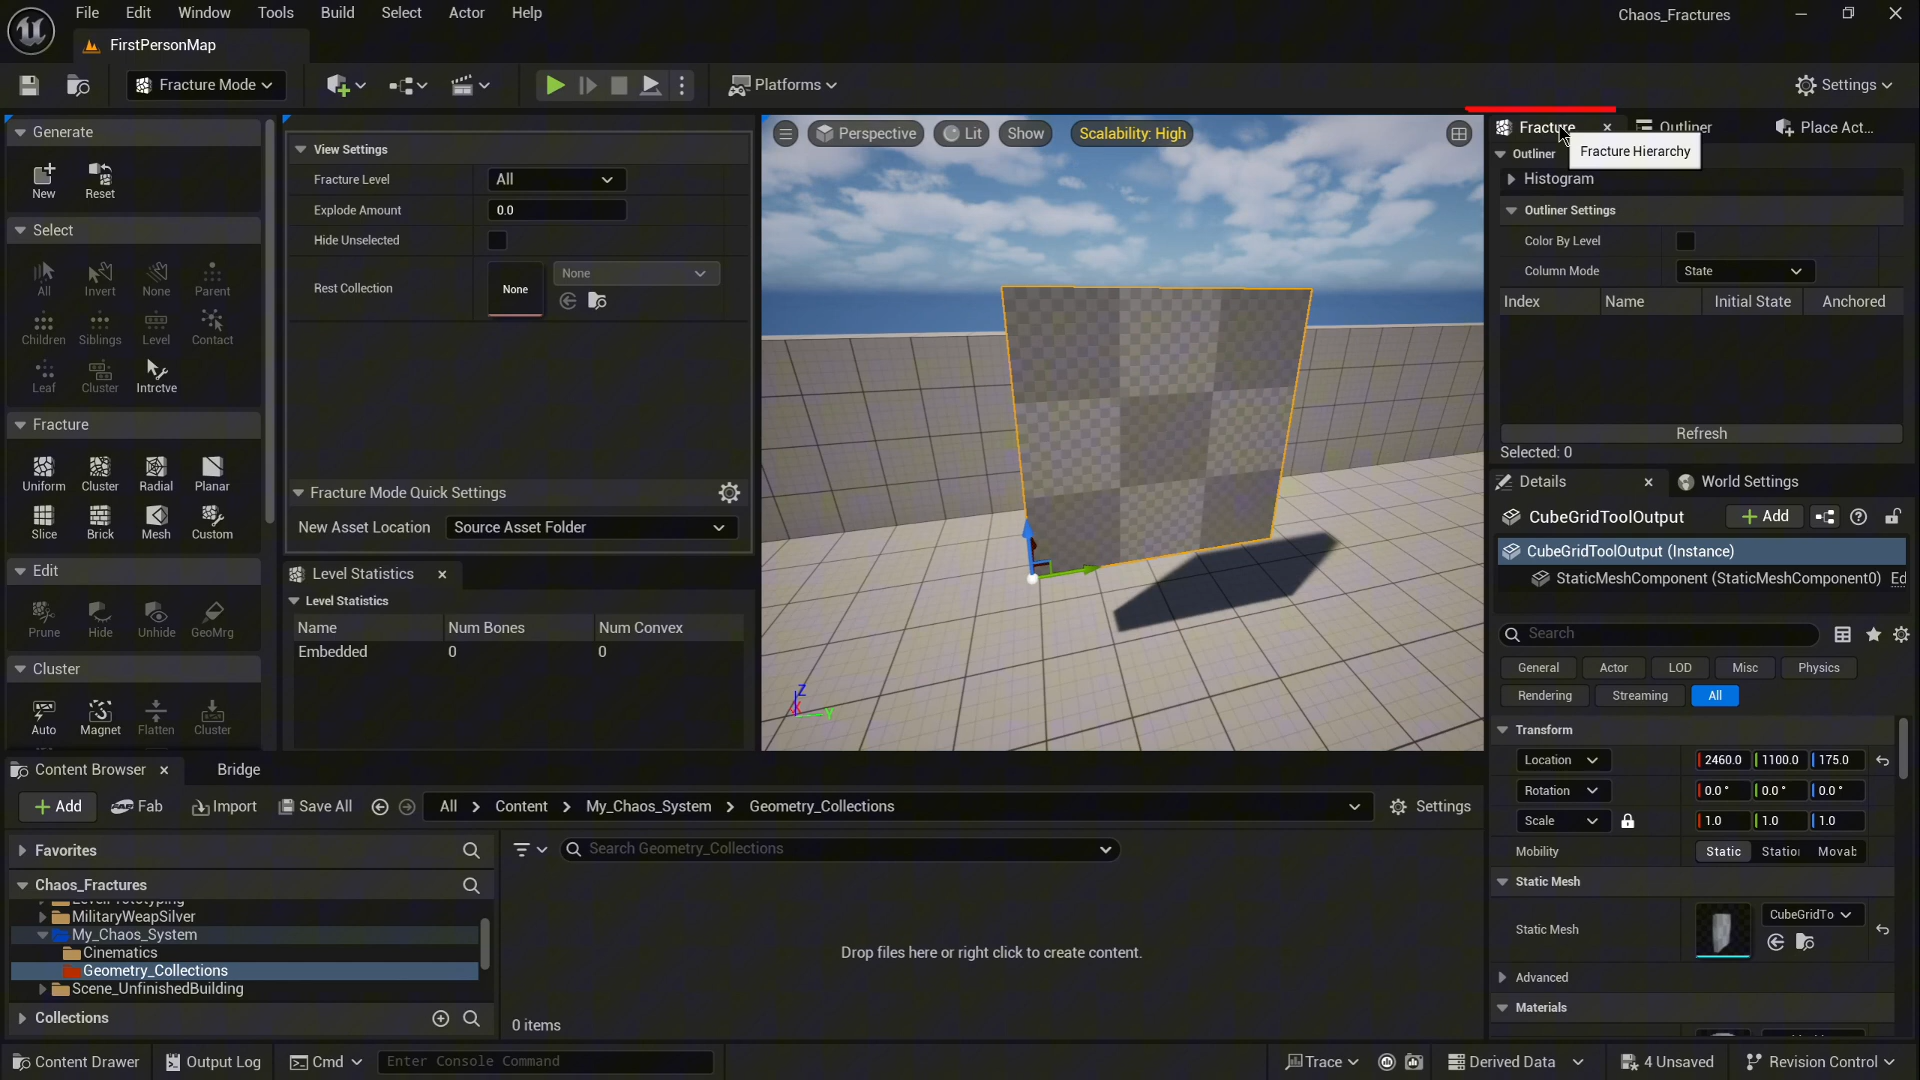 File Edit Window Tools Build Select Actor Help
Chaos_Fractures
FirstPersonMap
Fracture Mode
Platforms
Settings
Generate
New Reset
Select
All Invert None Parent
Children Siblings Level Contact
Leaf Cluster Intrctve
Fracture
Uniform Cluster Radial Planar
Slice Brick Mesh Custom
Edit
Prune Hide Unhide GeoMrg
Cluster
Auto Magnet Flatten Cluster
View Settings
Fracture Level All
Explode Amount 0.0
Hide Unselected
Rest Collection None None
Fracture Mode Quick Settings
New Asset Location Source Asset Folder
Level Statistics
Level Statistics
Name Num Bones Num Convex
Embedded 0 0
Perspective Lit Show Scalability: High
Z
X
Y
Fracture Outliner Place Act...
Fracture Hierarchy
Outliner
Histogram
Outliner Settings
Color By Level
Column Mode State
Index Name Initial State Anchored
Refresh
Selected: 0
Details World Settings
CubeGridToolOutput Add
CubeGridToolOutput (Instance)
StaticMeshComponent (StaticMeshComponent0) Ed
Search
General Actor LOD Misc Physics
Rendering Streaming All
Transform
Location 2460.0 1100.0 175.0
Rotation 0.0 ° 0.0 ° 0.0 °
Scale 1.0 1.0 1.0
Mobility Static Statio Movab
Static Mesh
Static Mesh CubeGridTo
Advanced
Materials
Content Browser Bridge
Add Fab Import Save All All Content My_Chaos_System Geometry_Collections Settings
Favorites
Search Geometry_Collections
Chaos_Fractures
LevelPrototyping
MilitaryWeapSilver
My_Chaos_System
Cinematics
Geometry_Collections
Scene_UnfinishedBuilding
Collections
Drop files here or right click to create content.
0 items
Content Drawer Output Log Cmd Enter Console Command Trace Derived Data 4 Unsaved Revision Control